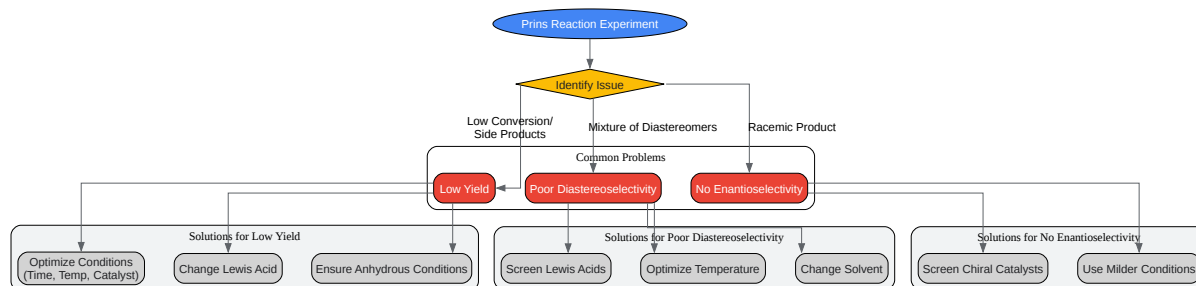 Prins Reaction Experiment
Identify Issue
Low Conversion/
Side Products
Mixture of Diastereomers
Racemic Product
Common Problems
Low Yield
Poor Diastereoselectivity
No Enantioselectivity
Solutions for Low Yield
Optimize Conditions
(Time, Temp, Catalyst)
Change Lewis Acid
Ensure Anhydrous Conditions
Solutions for Poor Diastereoselectivity
Screen Lewis Acids
Optimize Temperature
Change Solvent
Solutions for No Enantioselectivity
Screen Chiral Catalysts
Use Milder Conditions